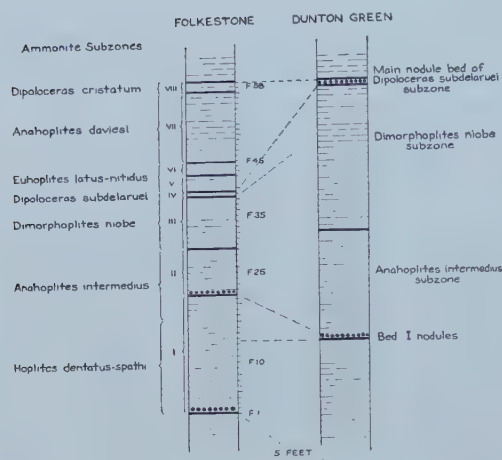 FOLKESTONE
DUNTON GREEN
Ammonite Subzones
Dipoloceras cristatum
Anahoplites daviesi
Euhoplites latus-nitidus
Dipoloceras subdelaruei
Dimorphoplites niobe
Anahoplites intermedius
Hoplites dentatus-spathi
VIII
VII
VI
V
IV
III
II
I
F56
F45
F35
F25
F10
F1
Main nodule bed of
Dipoloceras subdelaruei
subzone
Dimorphoplites niobe
subzone
Anahoplites intermedius
subzone
Bed I nodules
5 FEET